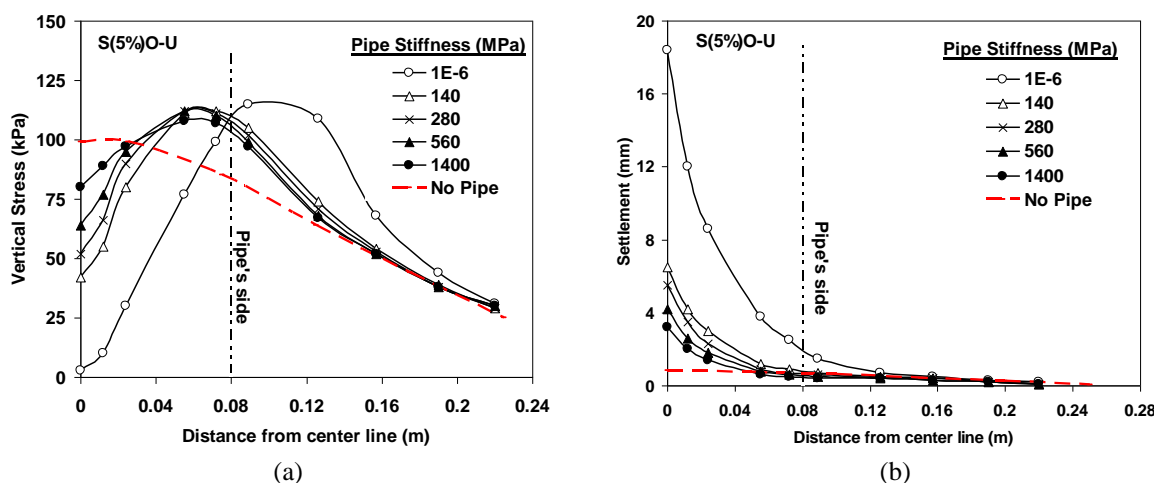 S(5%)O-U
Pipe Stiffness (MPa)
1E-6
140
280
560
1400
No Pipe
Pipe's side
Vertical Stress (kPa)
150
125
100
75
50
25
0
0 0.04 0.08 0.12 0.16 0.2 0.24
Distance from center line (m)
(a)
S(5%)O-U
Pipe Stiffness (MPa)
1E-6
140
280
560
1400
No Pipe
Pipe's side
Settlement (mm)
20
16
12
8
4
0
0 0.04 0.08 0.12 0.16 0.2 0.24 0.28
Distance from center line (m)
(b)